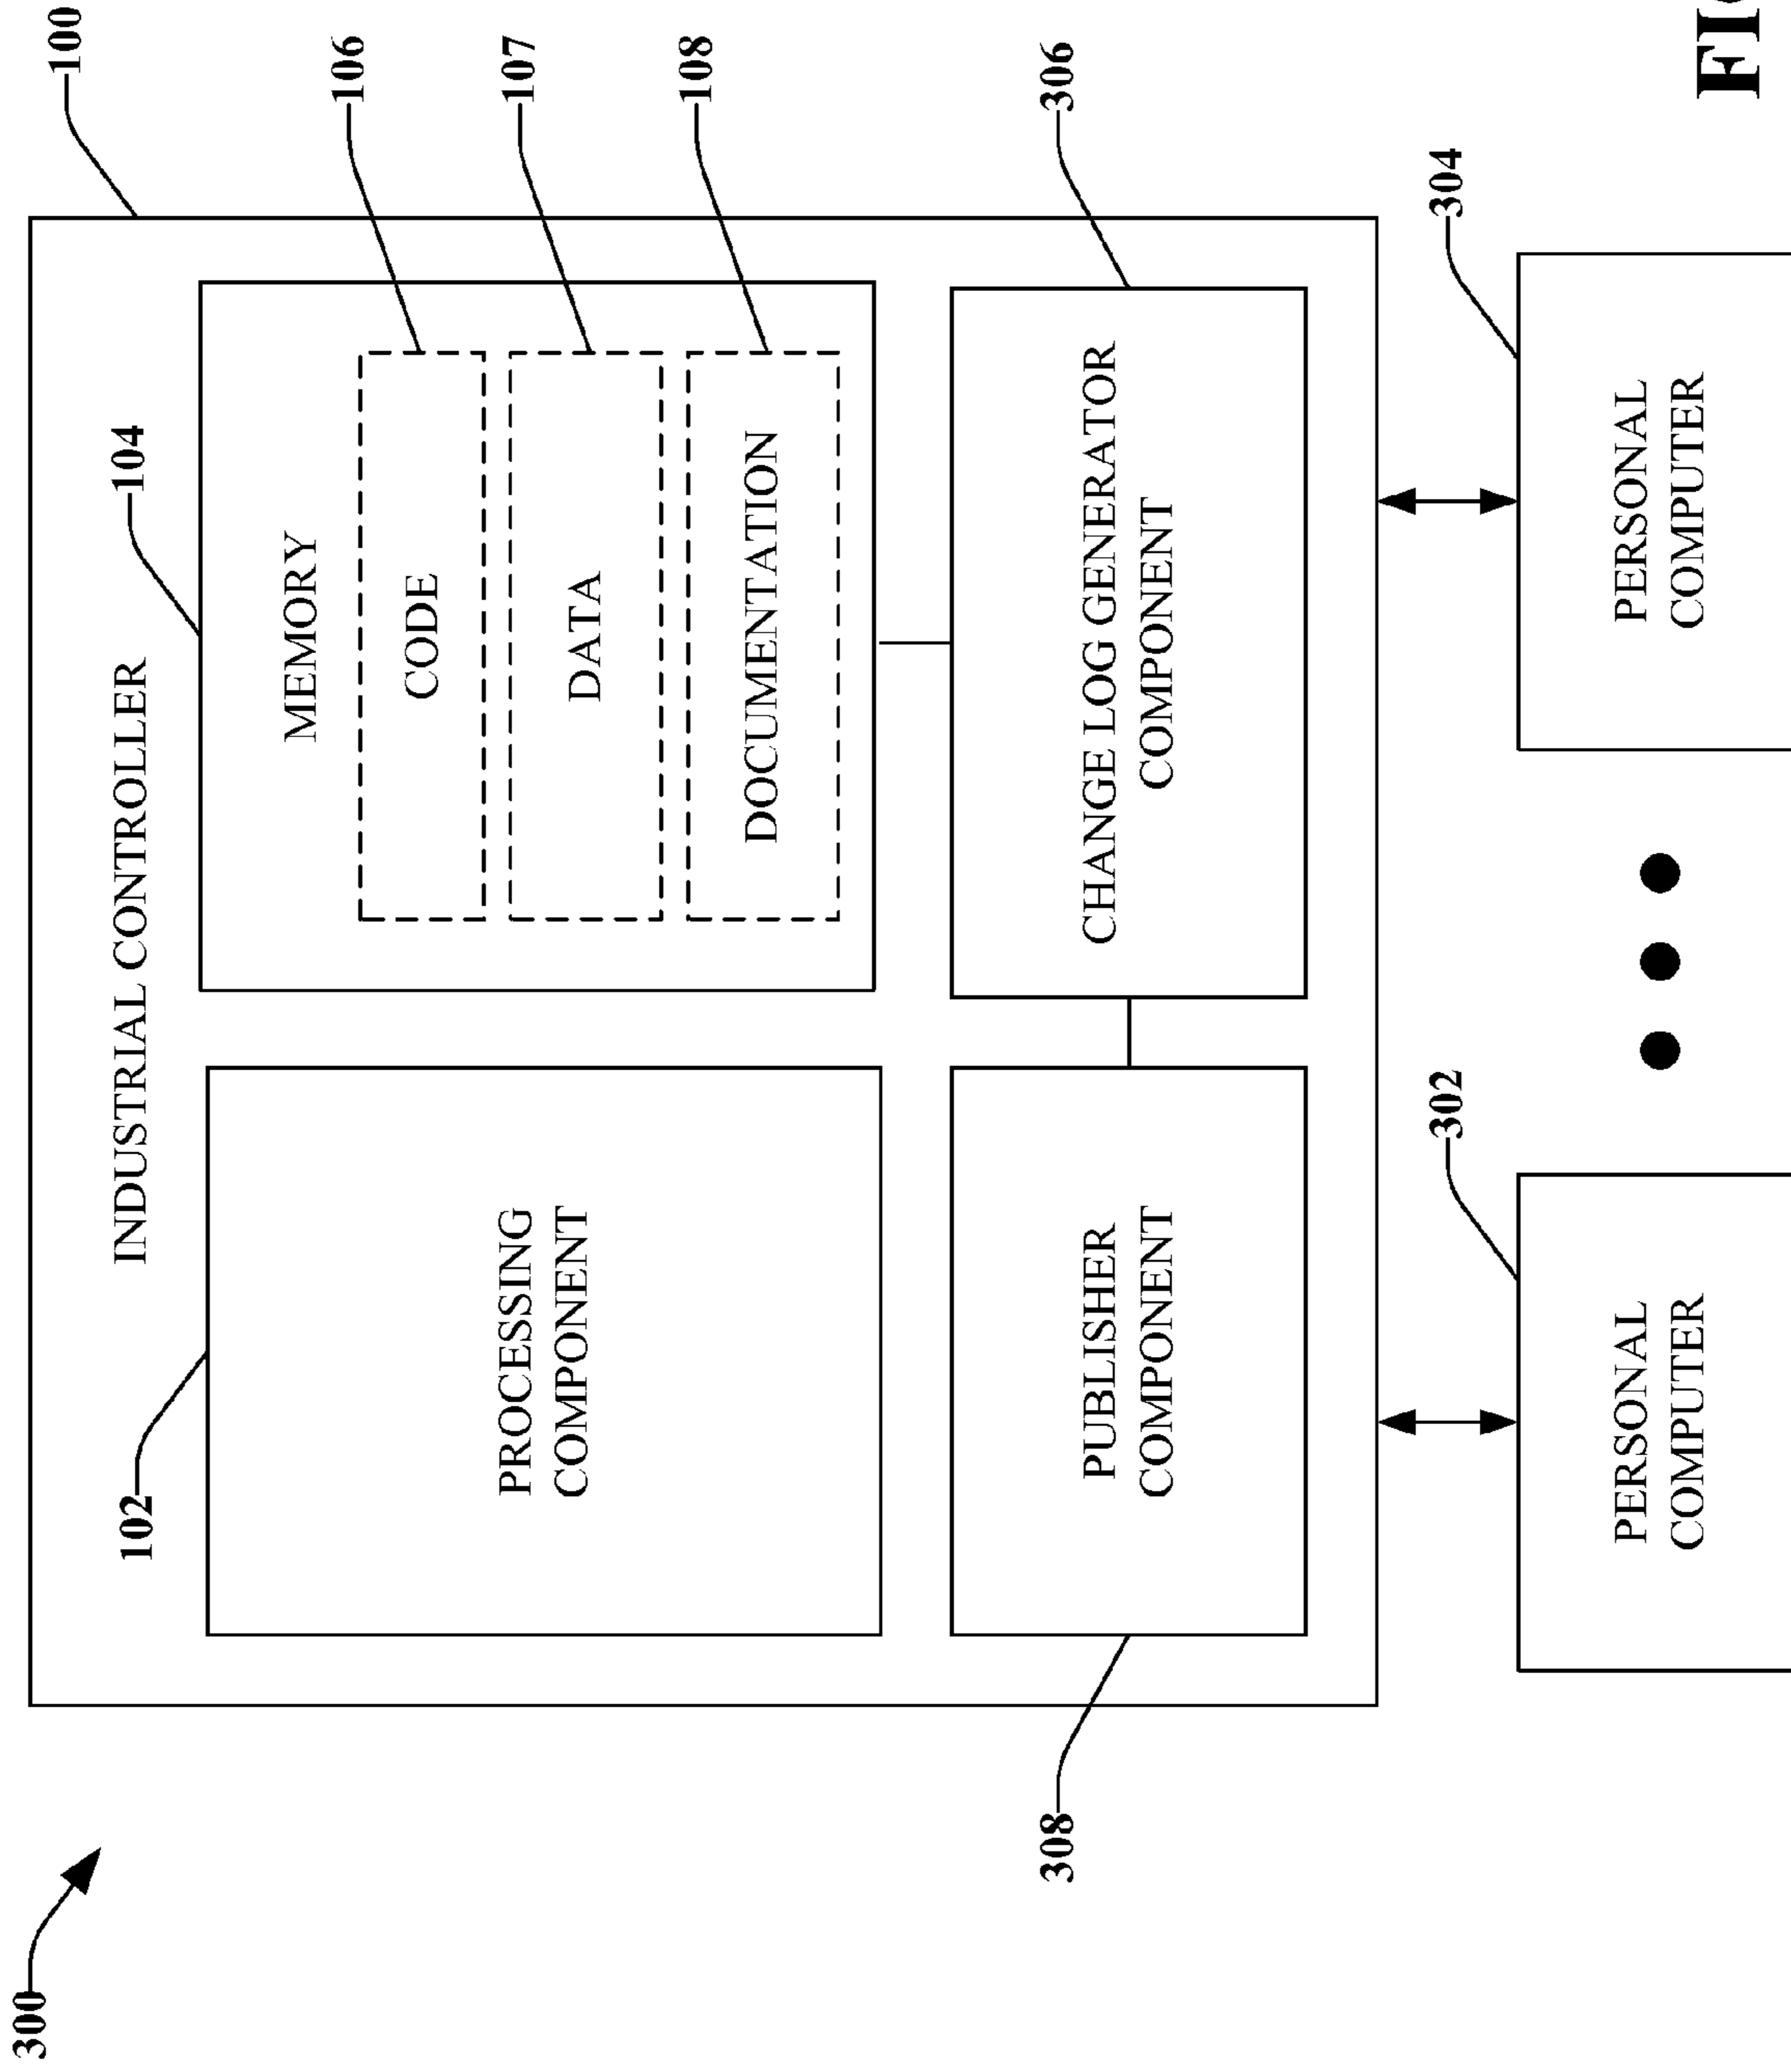 300
100
INDUSTRIAL CONTROLLER
102
104
PROCESSING
COMPONENT
MEMORY
CODE
106
DATA
107
DOCUMENTATION
108
308
PUBLISHER
COMPONENT
CHANGE LOG GENERATOR
COMPONENT
306
302
304
PERSONAL
COMPUTER
PERSONAL
COMPUTER